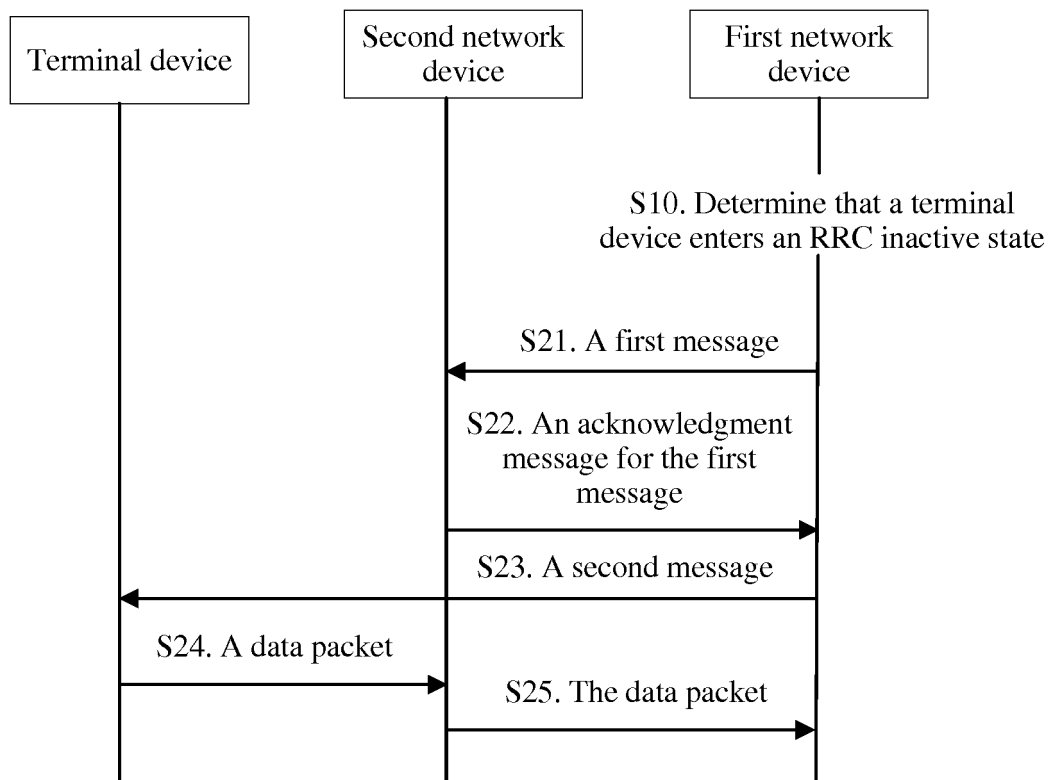 Terminal device
Second network
device
First network
device
S10. Determine that a terminal
device enters an RRC inactive state
S21. A first message
S22. An acknowledgment
message for the first
message
S23. A second message
S24. A data packet
S25. The data packet